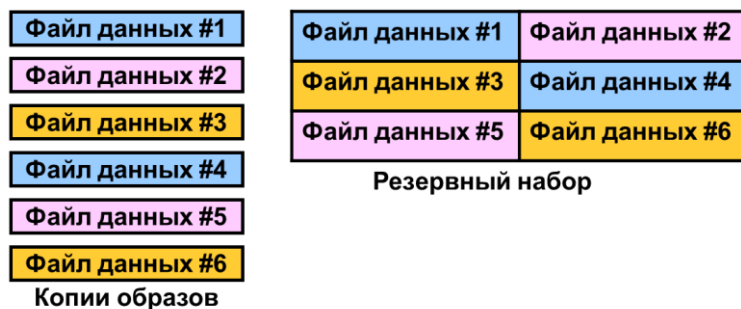 Файл данных #1
Файл данных #2
Файл данных #3
Файл данных #4
Файл данных #5
Файл данных #6
Копии образов
Файл данных #1 Файл данных #2
Файл данных #3 Файл данных #4
Файл данных #5 Файл данных #6
Резервный набор